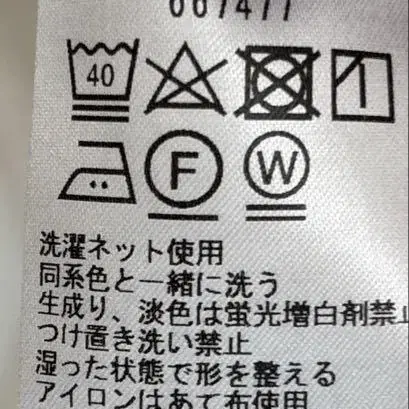 007477
40
F W
洗濯ネット使用
同系色と一緒に洗う
生成り、淡色は蛍光増白剤禁止
つけ置き洗い禁止
湿った状態で形を整える
アイロンはあて布使用